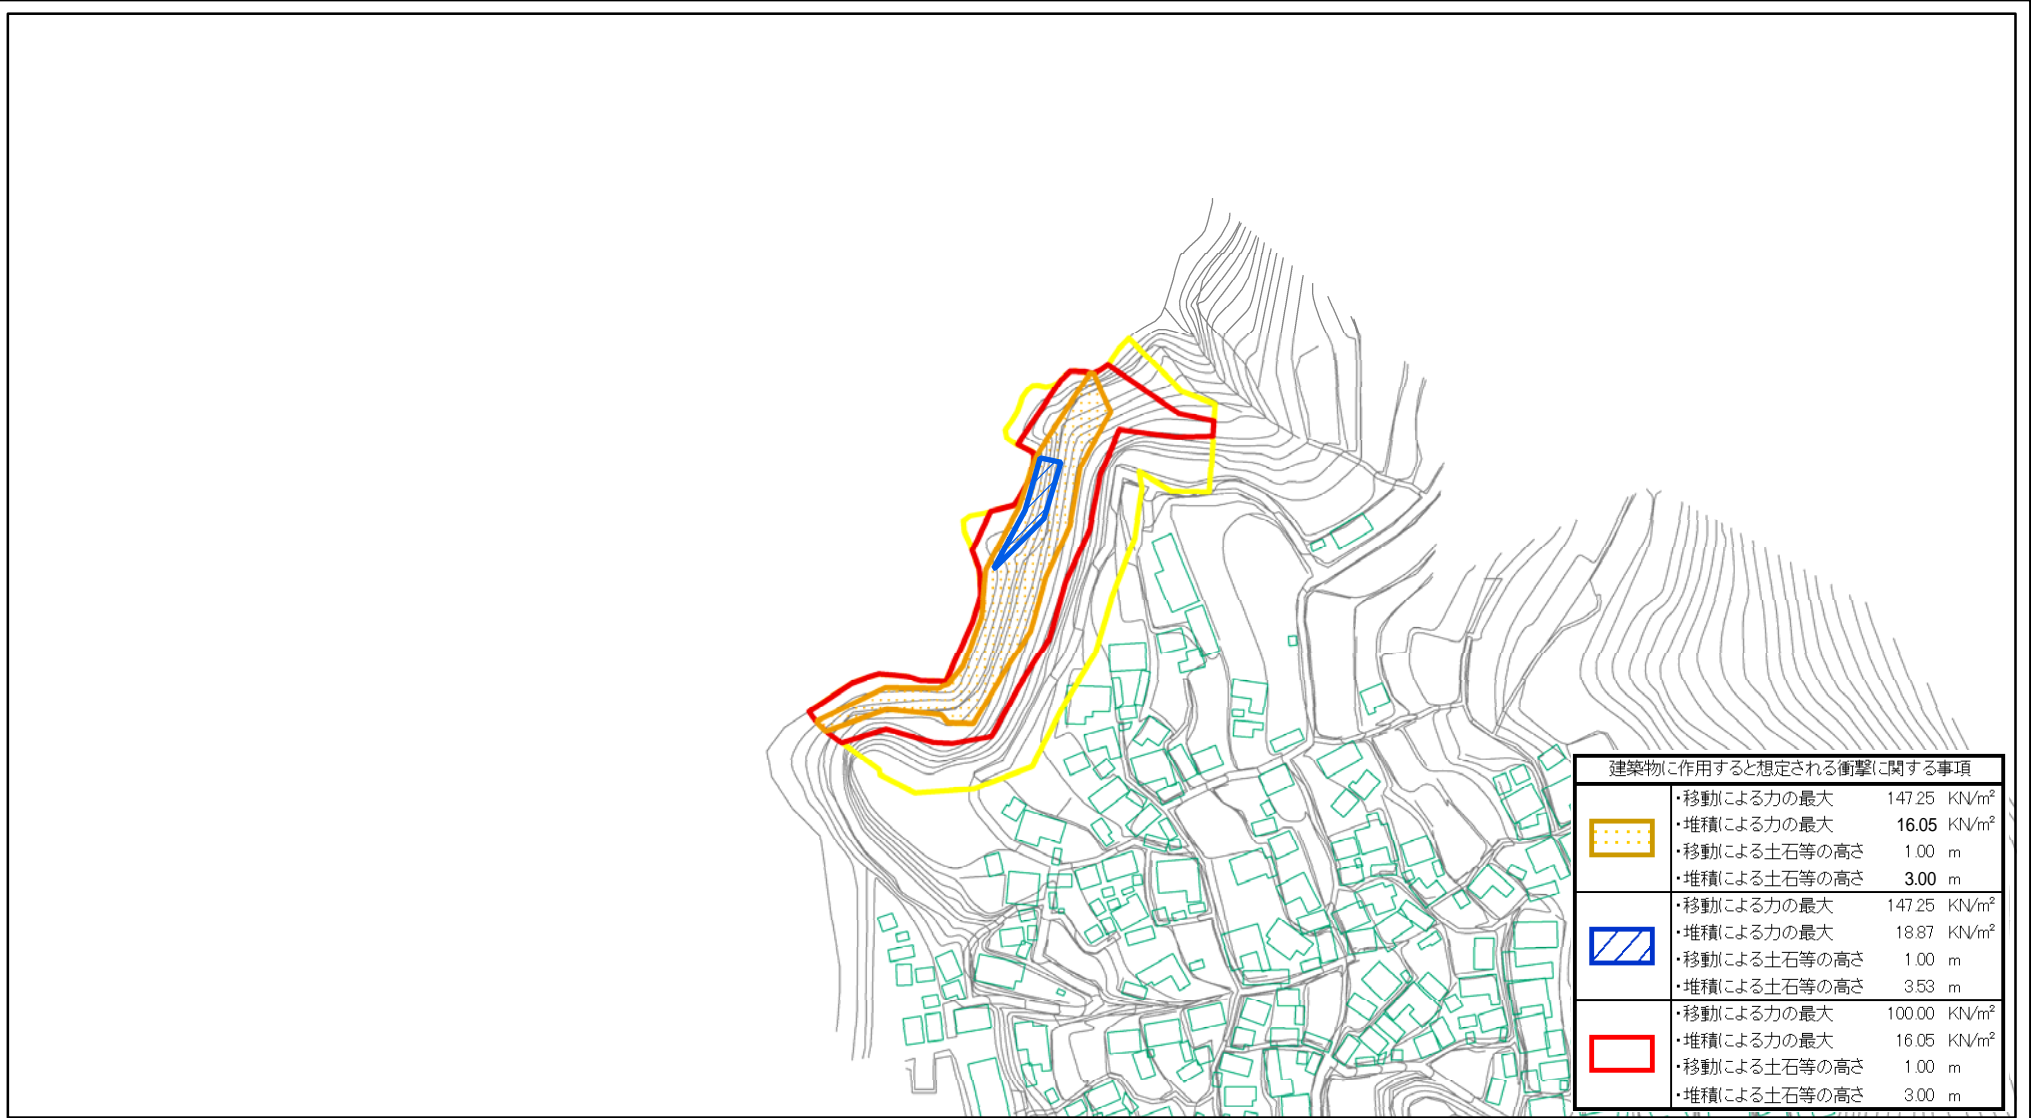 建築物に作用すると想定される衝撃に関する事項
・移動による力の最大 147.25 KN/m²
・堆積による力の最大 16.05 KN/m²
・移動による土石等の高さ 1.00 m
・堆積による土石等の高さ 3.00 m
・移動による力の最大 147.25 KN/m²
・堆積による力の最大 18.87 KN/m²
・移動による土石等の高さ 1.00 m
・堆積による土石等の高さ 3.53 m
・移動による力の最大 100.00 KN/m²
・堆積による力の最大 16.05 KN/m²
・移動による土石等の高さ 1.00 m
・堆積による土石等の高さ 3.00 m